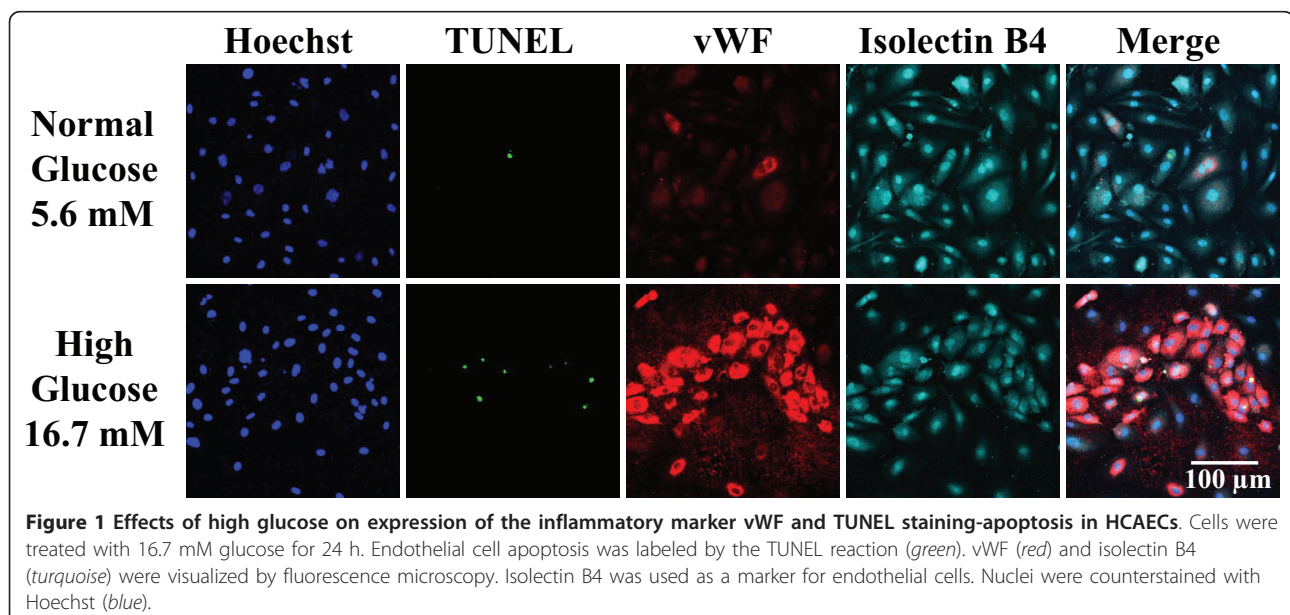 Hoechst TUNEL vWF Isolectin B4 Merge
Normal
Glucose
5.6 mM
High
Glucose
16.7 mM
100 µm
Figure 1 Effects of high glucose on expression of the inflammatory marker vWF and TUNEL staining-apoptosis in HCAECs. Cells were
treated with 16.7 mM glucose for 24 h. Endothelial cell apoptosis was labeled by the TUNEL reaction (green). vWF (red) and isolectin B4
(turquoise) were visualized by fluorescence microscopy. Isolectin B4 was used as a marker for endothelial cells. Nuclei were counterstained with
Hoechst (blue).